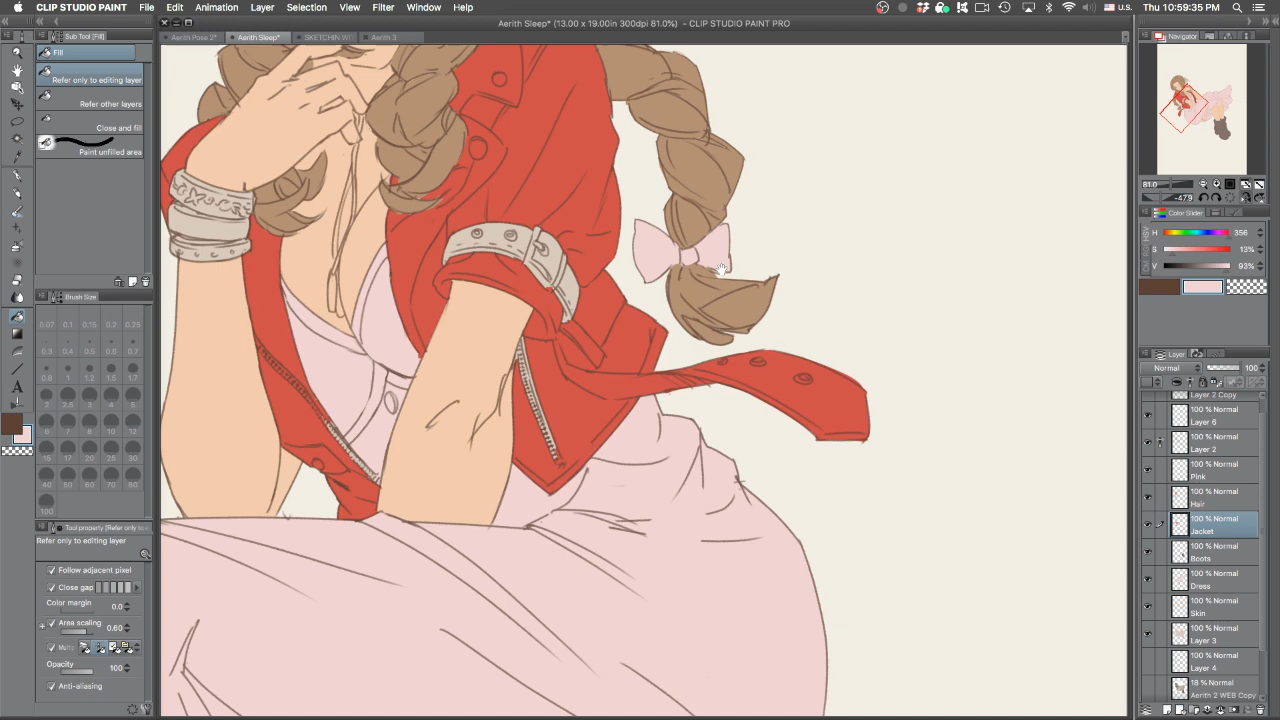 CLIP STUDIO PAINT File Edit Animation Layer Select View Filter Window Help U.S. Mon 10:59:35 PM
Aerith Sleep* (13.00 x 19.00in 300dpi 81.0%) - CLIP STUDIO PAINT PRO
Aerith Pose 2* Aerith Sleep* SKETCHIN WI Aerith 3
Sub Tool [Fill]
Fill
Refer only to editing layer
Refer other layers
Close and fill
Paint unfilled area
Brush Size
0.07 0.1 0.15 0.2 0.25
0.3 0.4 0.5 0.6 0.7
0.8 1 1.2 1.5 1.7
2 2.5 3 4 5
6 7 8 10 12
15 17 20 25 30
40 50 60 70 80
100
Tool property [Refer only to e
Refer only to editing layer
Follow adjacent pixel
Close gap
Color margin 0.0
Area scaling 0.60
Opacity 100
Anti-aliasing
Navigator
81.0
-47.9
Color Slider
H 356
S 13%
V 93%
Layer
Normal 100
Layer 2 Copy
100 % Normal
Layer 6
100 % Normal
Layer 2
100 % Normal
Pink
100 % Normal
Hair
100 % Normal
Jacket
100 % Normal
Boots
100 % Normal
Dress
100 % Normal
Skin
100 % Normal
Layer 3
100 % Normal
Layer 4
18 % Normal
Aerith 2 WEB Copy